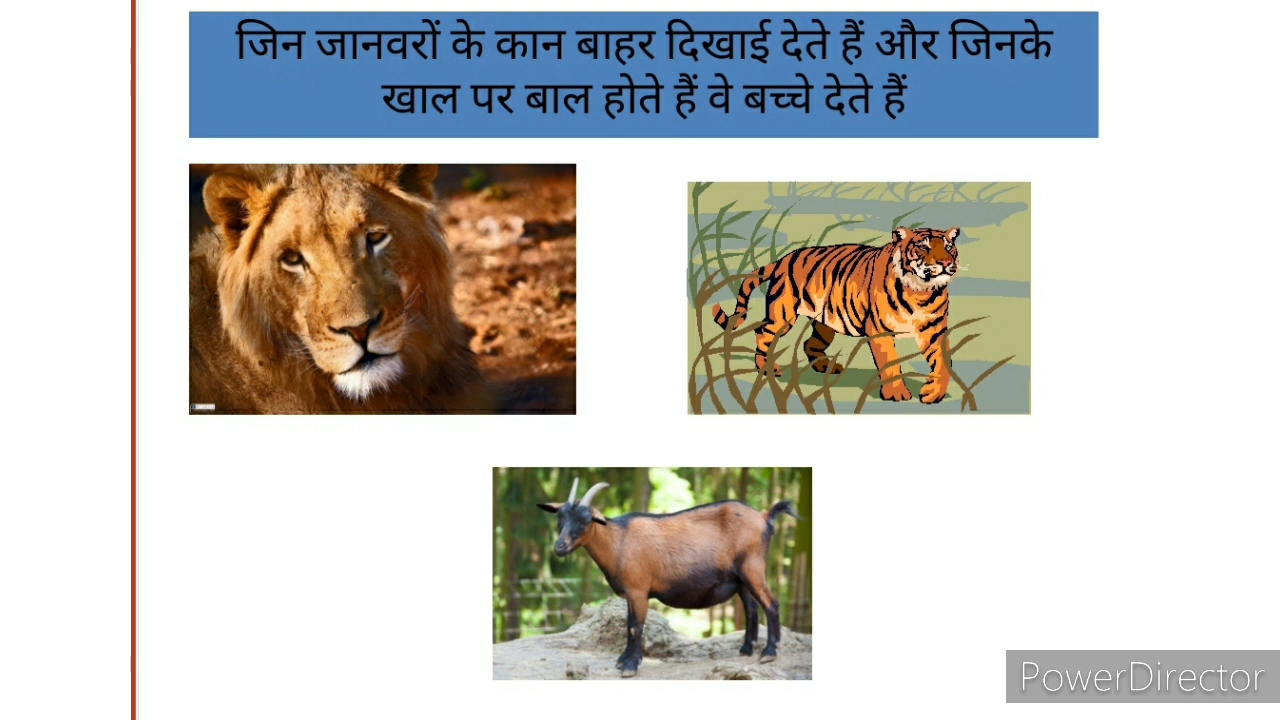 जिन जानवरों के कान बाहर दिखाई देते हैं और जिनके
खाल पर बाल होते हैं वे बच्चे देते हैं
PowerDirector